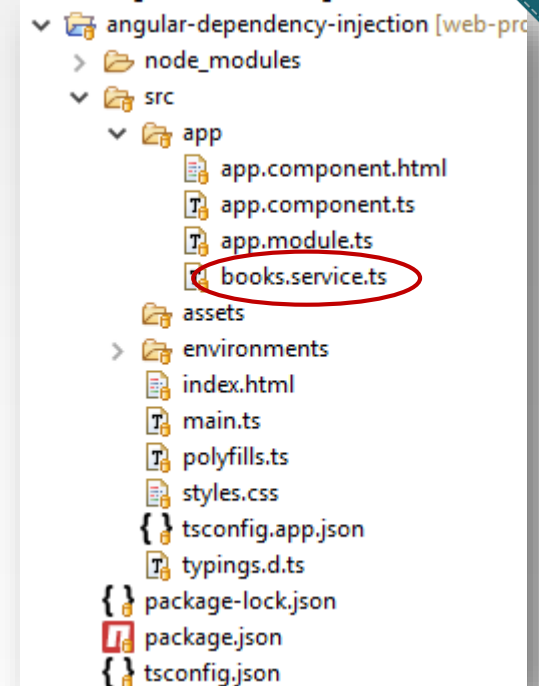 angular-dependency-injection [web-pro
node_modules
src
app
app.component.html
app.component.ts
app.module.ts
books.service.ts
assets
environments
index.html
main.ts
polyfills.ts
styles.css
tsconfig.app.json
typings.d.ts
package-lock.json
package.json
tsconfig.json